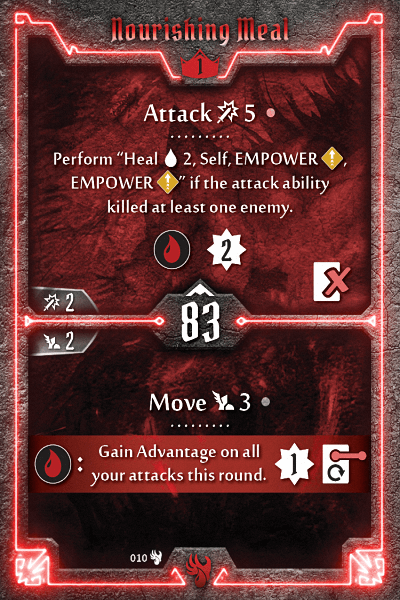 Nourishing Meal
1
Attack 5
Perform “Heal 2, Self, EMPOWER ,
EMPOWER ” if the attack ability
killed at least one enemy.
2
2
83
2
Move 3
: Gain Advantage on all
your attacks this round.
1
010